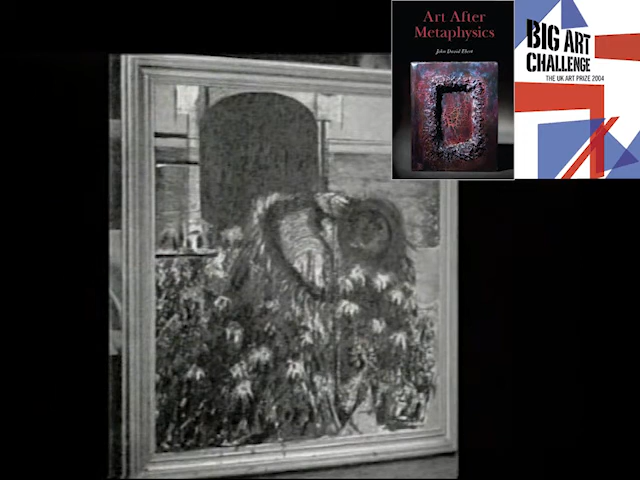 Art After
Metaphysics
John David Ebert
BIG ART
CHALLENGE
THE UK ART PRIZE 2004